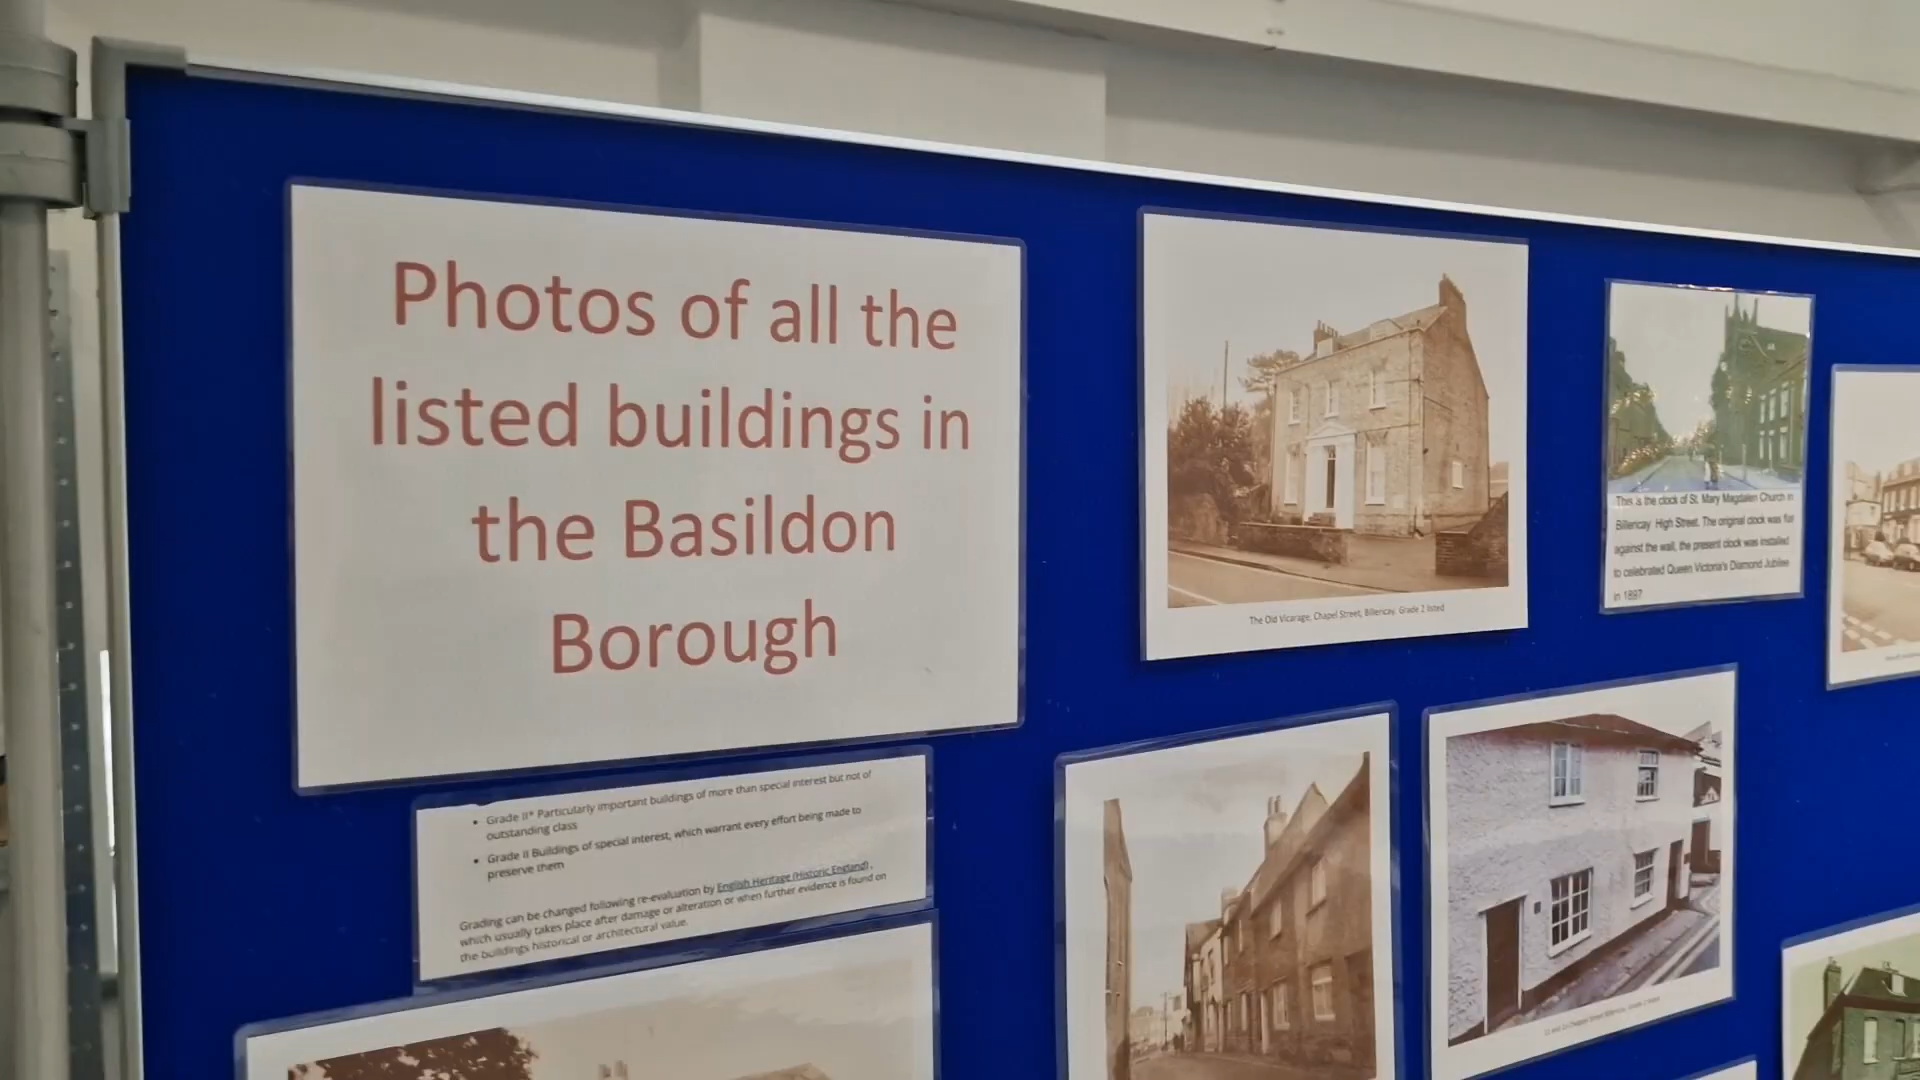 Photos of all the
listed buildings in
the Basildon
Borough
• Grade II* Particularly important buildings of more than special interest but not of
outstanding class
• Grade II Buildings of special interest, which warrant every effort being made to
preserve them
Grading can be changed following re-evaluation by English Heritage (Historic England),
which usually takes place after damage or alteration or when further evidence is found on
the buildings historical or architectural value.
The Old Vicarage, Chapel Street, Billericay. Grade 2 listed
This is the clock of St. Mary Magdalen Church in
Billericay High Street. The original clock was flat
against the wall, the present clock was installed
to celebrated Queen Victoria's Diamond Jubilee
in 1897
Chapel Street Billericay. Grade 2 listed